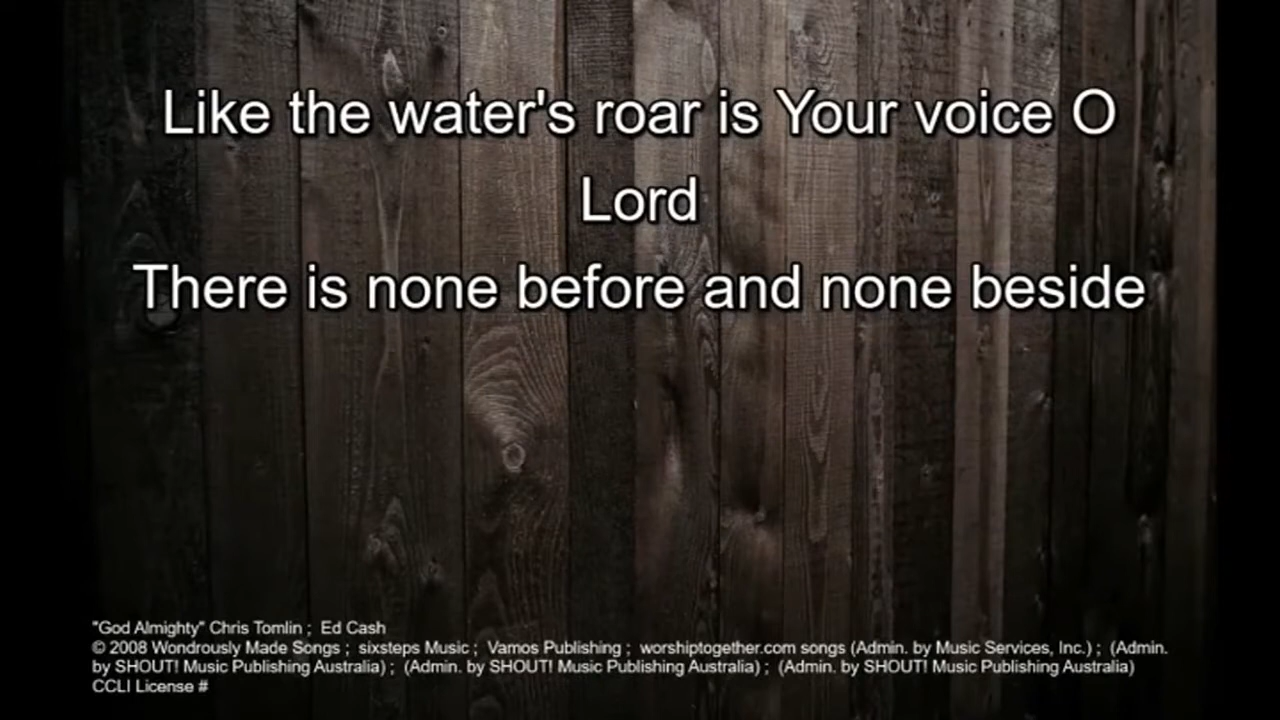 Like the water's roar is Your voice O
Lord
There is none before and none beside
"God Almighty" Chris Tomlin ;  Ed Cash
© 2008 Wondrously Made Songs ;  sixsteps Music ;  Vamos Publishing ;  worshiptogether.com songs (Admin. by Music Services, Inc.) ;  (Admin.
by SHOUT! Music Publishing Australia) ;  (Admin. by SHOUT! Music Publishing Australia) ;  (Admin. by SHOUT! Music Publishing Australia)
CCLI License #